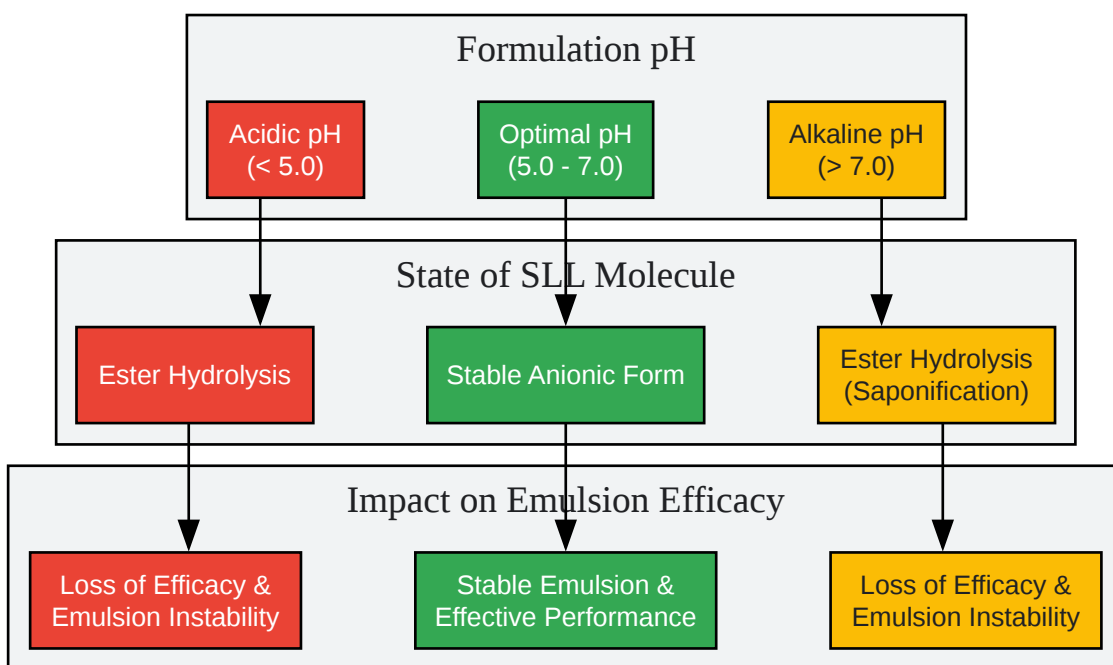 Formulation pH
Acidic pH
(< 5.0)
Optimal pH
(5.0 - 7.0)
Alkaline pH
(> 7.0)
State of SLL Molecule
Ester Hydrolysis
Stable Anionic Form
Ester Hydrolysis
(Saponification)
Impact on Emulsion Efficacy
Loss of Efficacy &
Emulsion Instability
Stable Emulsion &
Effective Performance
Loss of Efficacy &
Emulsion Instability